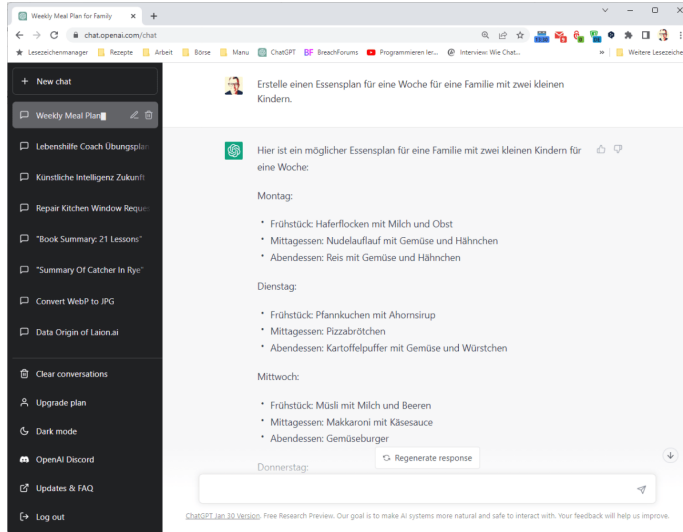 Weekly Meal Plan for Family
chat.openai.com/chat
Lesezeichenmanager Rezepte Arbeit Börse Manu ChatGPT BF BreachForums Programmieren ler... Interview: Wie Chat... » Weitere Lesezeiche
+ New chat
Weekly Meal Plan
Lebenshilfe Coach Übungsplan
Künstliche Intelligenz Zukunft
Repair Kitchen Window Reques
"Book Summary: 21 Lessons"
"Summary Of Catcher In Rye"
Convert WebP to JPG
Data Origin of Laion.ai
Clear conversations
Upgrade plan
Dark mode
OpenAI Discord
Updates & FAQ
Log out
Erstelle einen Essensplan für eine Woche für eine Familie mit zwei kleinen
Kindern.
Hier ist ein möglicher Essensplan für eine Familie mit zwei kleinen Kindern für
eine Woche:
Montag:
• Frühstück: Haferflocken mit Milch und Obst
• Mittagessen: Nudelauflauf mit Gemüse und Hähnchen
• Abendessen: Reis mit Gemüse und Hähnchen
Dienstag:
• Frühstück: Pfannkuchen mit Ahornsirup
• Mittagessen: Pizzabrötchen
• Abendessen: Kartoffelpuffer mit Gemüse und Würstchen
Mittwoch:
• Frühstück: Müsli mit Milch und Beeren
• Mittagessen: Makkaroni mit Käsesauce
• Abendessen: Gemüseburger
Regenerate response
Donnerstag:
ChatGPT Jan 30 Version. Free Research Preview. Our goal is to make AI systems more natural and safe to interact with. Your feedback will help us improve.